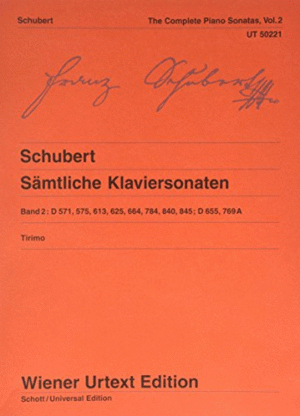 Schubert The Complete Piano Sonatas, Vol.2
UT 50221
Franz Schubert
Schubert
Sämtliche Klaviersonaten
Band 2: D 571, 575, 613, 625, 664, 784, 840, 845; D 655, 769A
Tirimo
Wiener Urtext Edition
Schott/Universal Edition